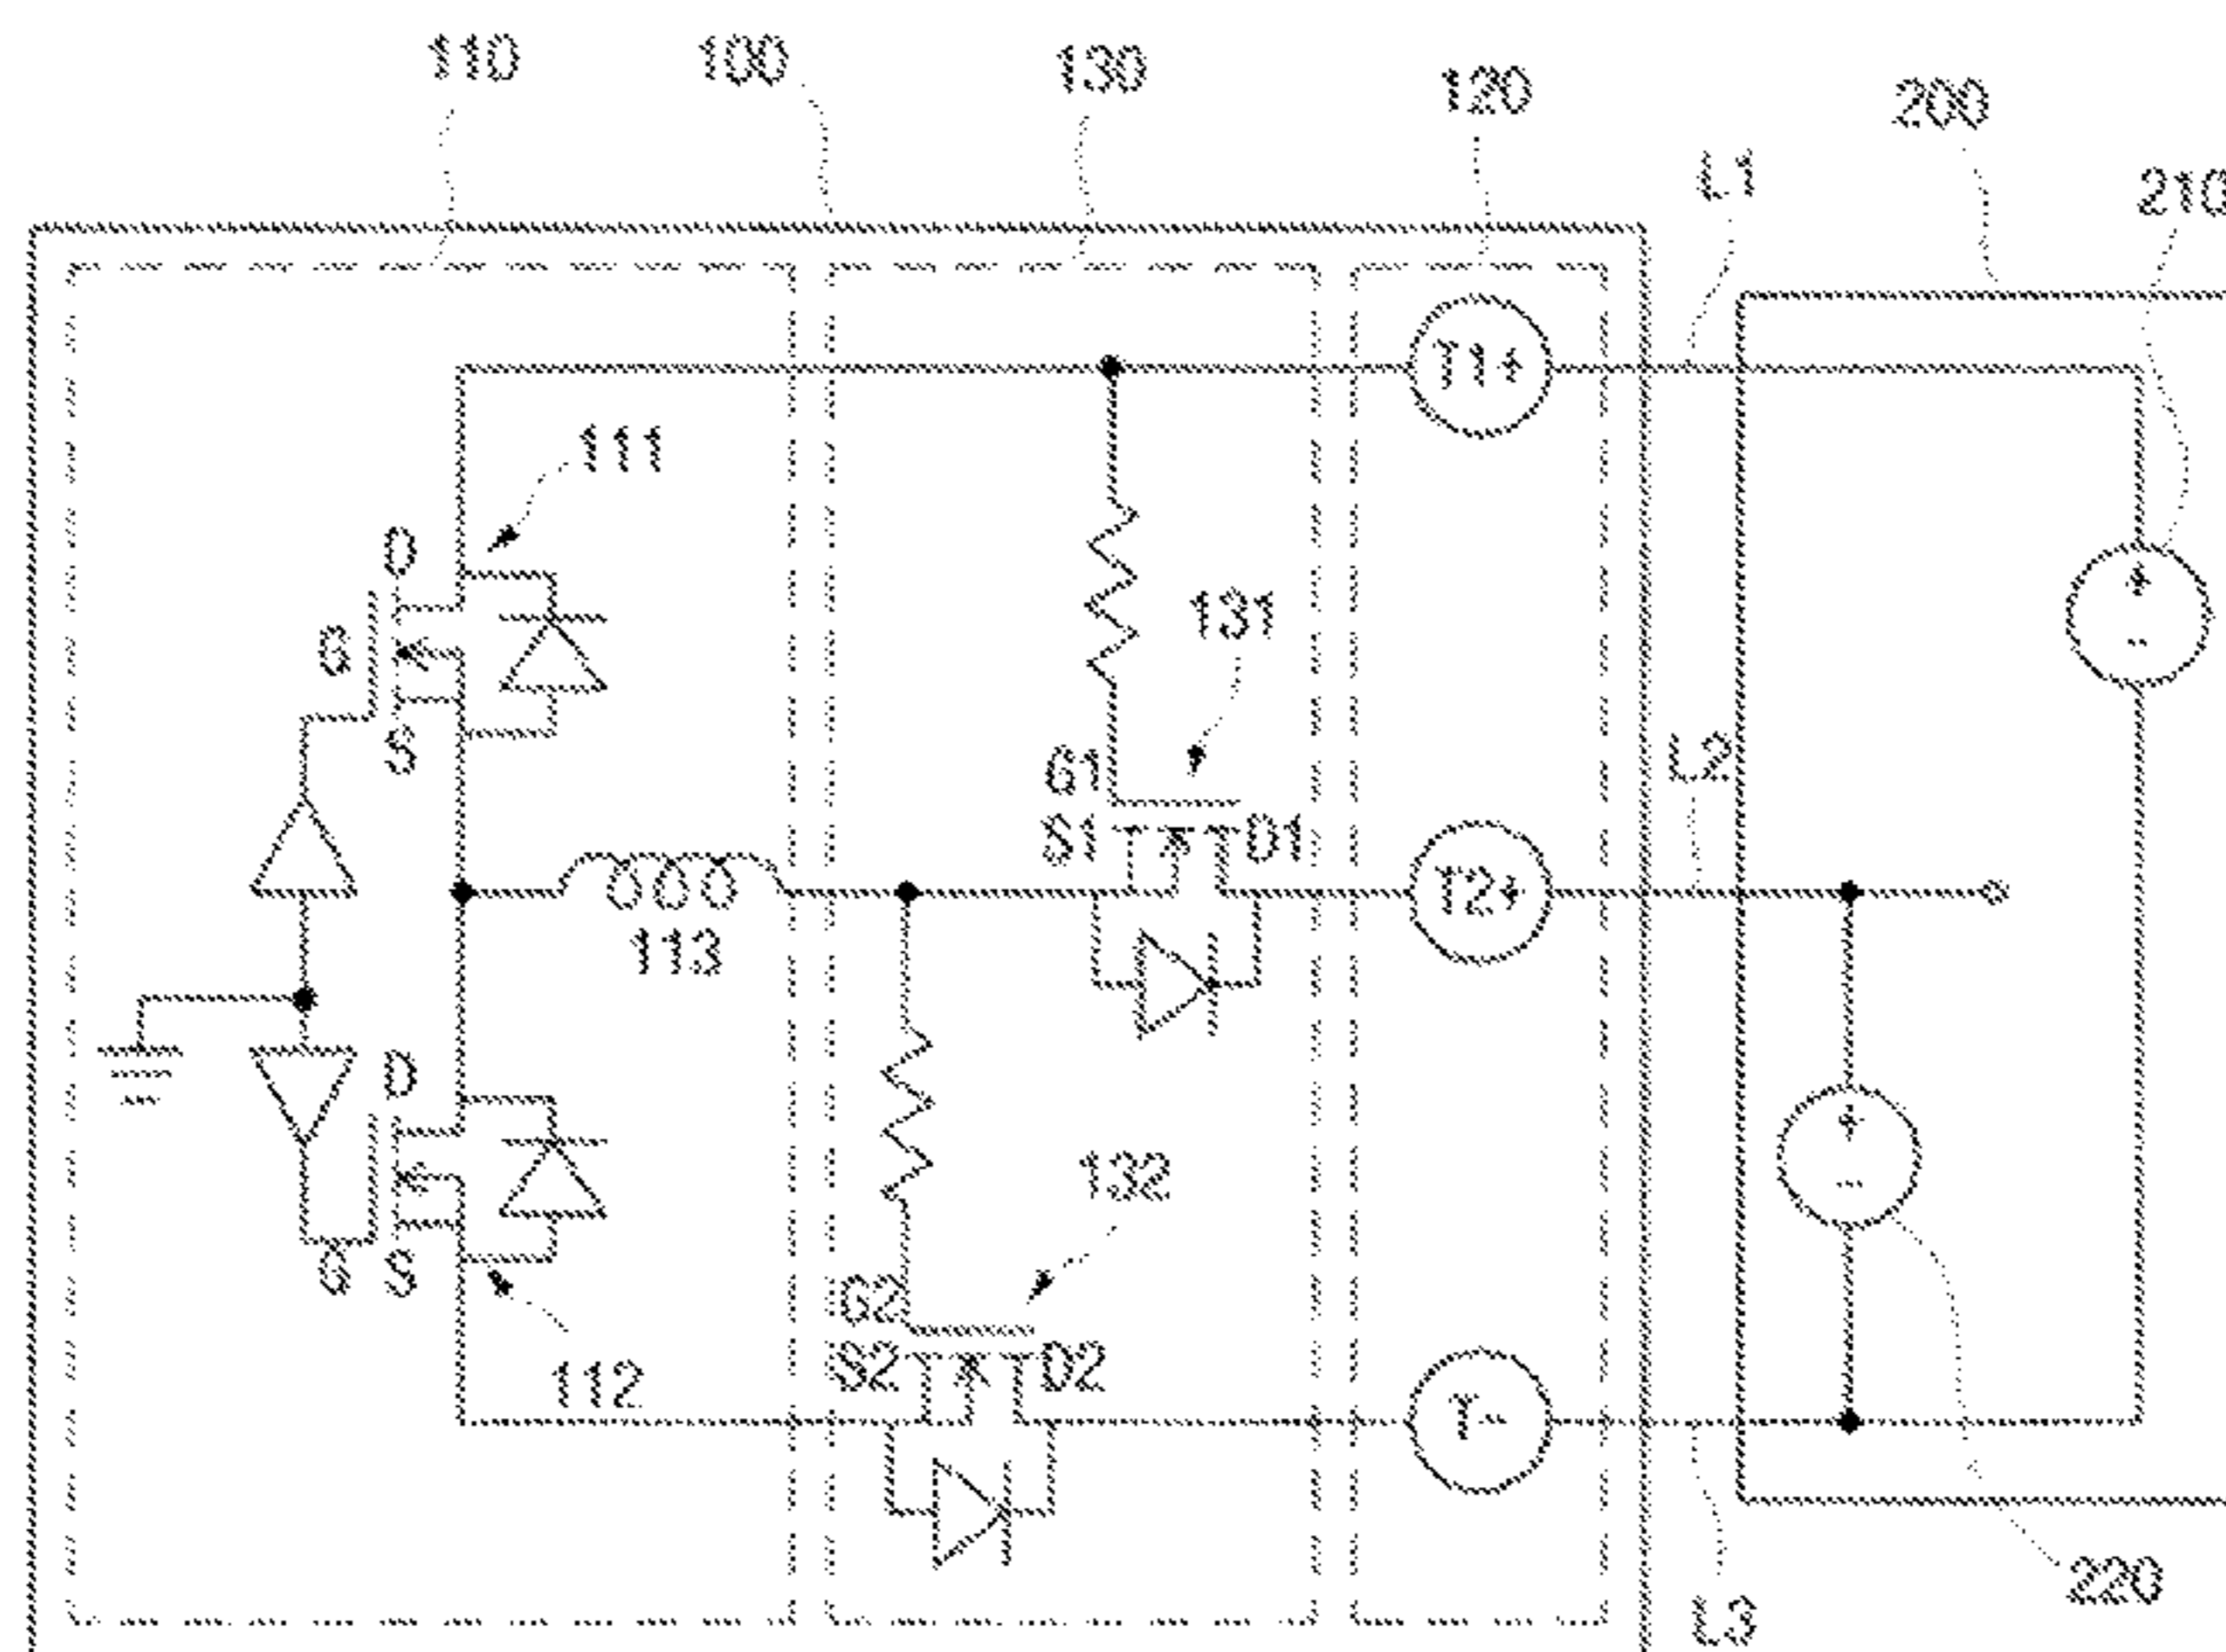 110
100
130
120
200
L1
210
T1+
111
D
G
S
131
+
-
G1
S1
D1
L2
T2+
113
D
G
S
112
132
+
-
G2
S2
D2
T-
220
L3